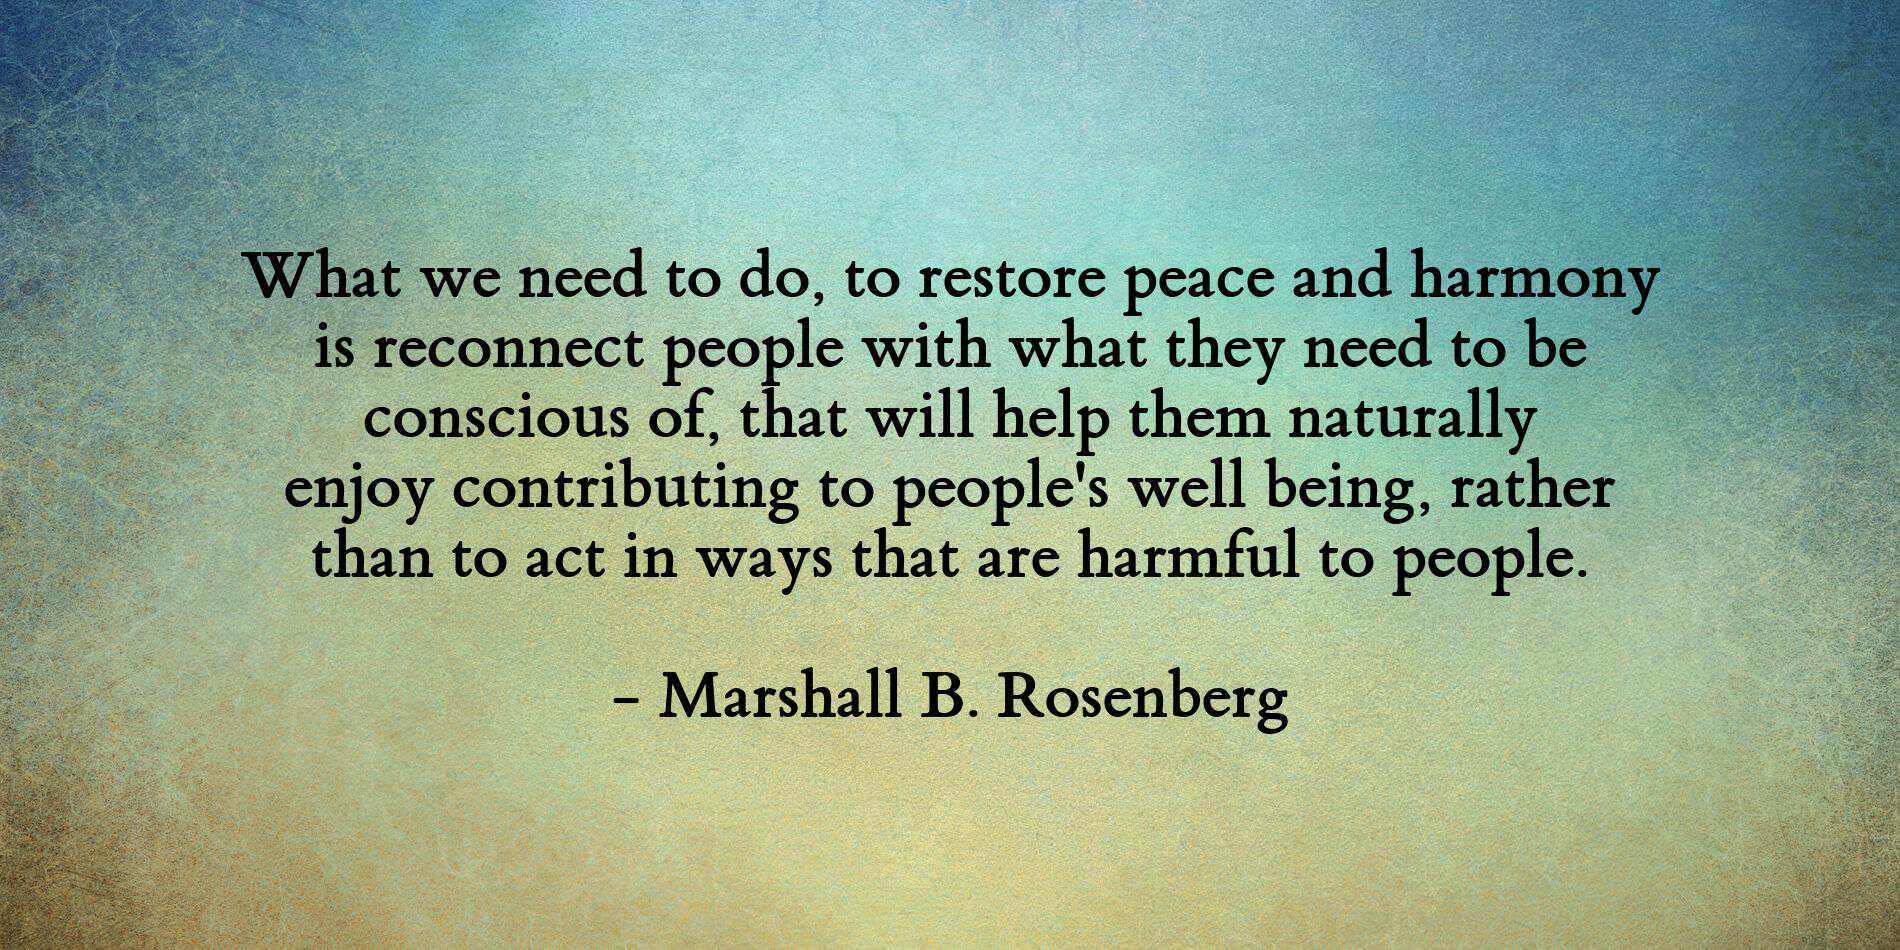 What we need to do, to restore peace and harmony
is reconnect people with what they need to be
conscious of, that will help them naturally
enjoy contributing to people's well being, rather
than to act in ways that are harmful to people.
- Marshall B. Rosenberg